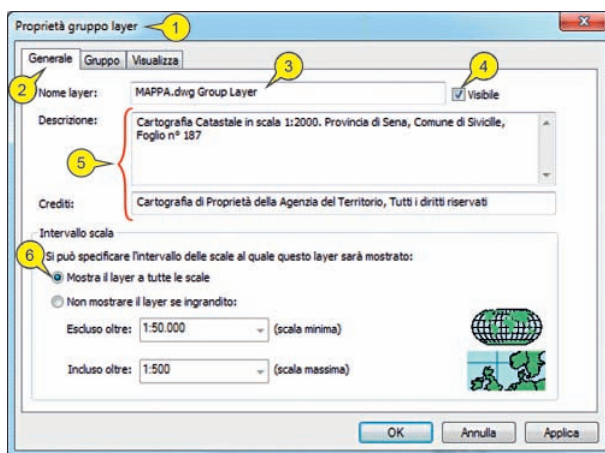 Proprietà gruppo layer
1
Generale Gruppo Visualizza
2
3
4
Nome layer: MAPPA.dwg Group Layer Visibile
Descrizione: Cartografia Catastale in scala 1:2000. Provincia di Sena, Comune di Sivicille,
Foglio n° 187
5
Crediti: Cartografia di Proprietà della Agenzia del Territorio, Tutti i diritti riservati
Intervallo scala
Si può specificare l'intervallo delle scale al quale questo layer sarà mostrato:
6
Mostra il layer a tutte le scale
Non mostrare il layer se ingrandito:
Escluso oltre: 1:50.000 (scala minima)
Incluso oltre: 1:500 (scala massima)
OK Annulla Applica